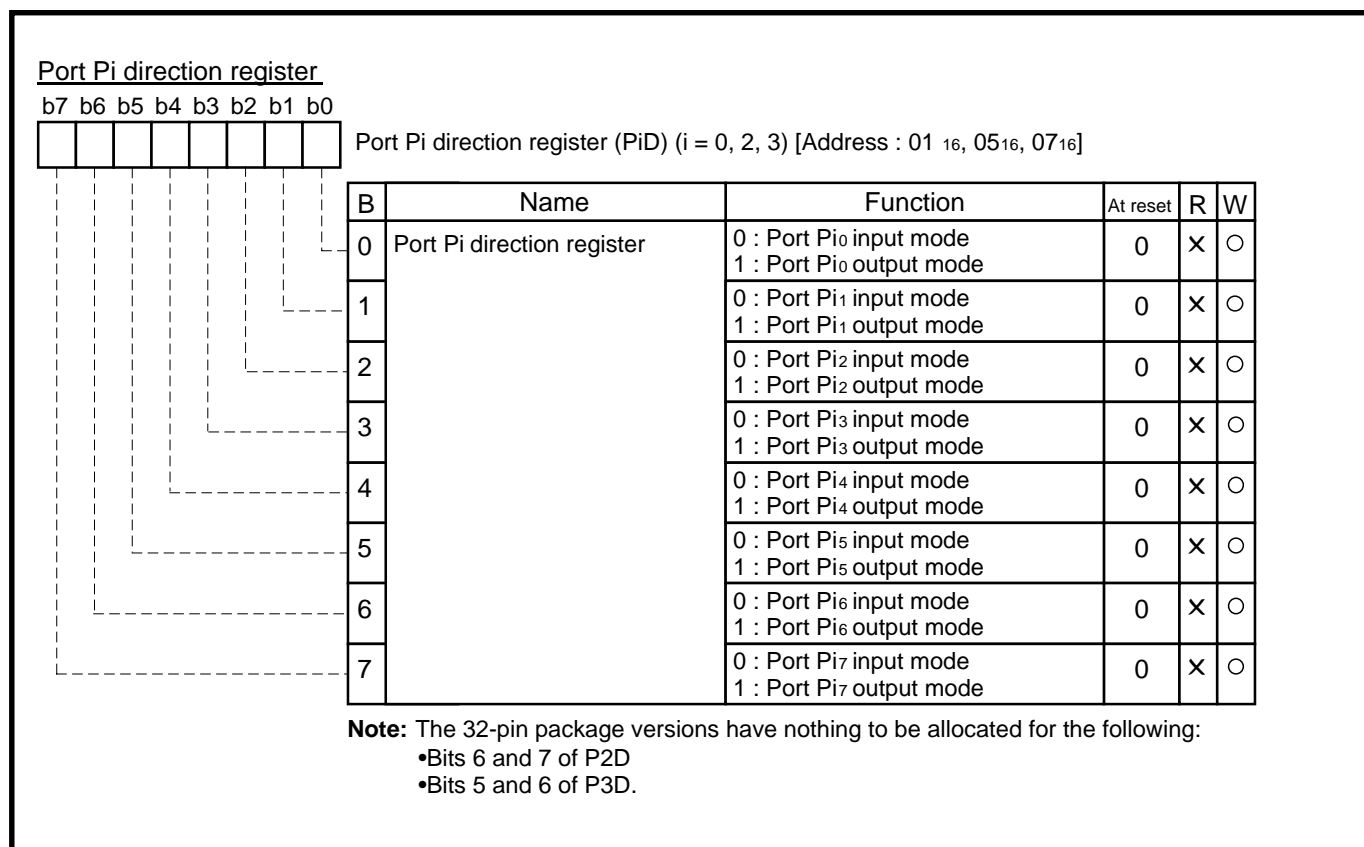 Port Pi direction register
b7 b6 b5 b4 b3 b2 b1 b0
Port Pi direction register (PiD) (i = 0, 2, 3) [Address : 01 16, 0516, 0716]
B Name Function At reset R W
0 Port Pi direction register 0 : Port Pi0 input mode 0 ✕ ○
1 : Port Pi0 output mode
1 0 : Port Pi1 input mode 0 ✕ ○
1 : Port Pi1 output mode
2 0 : Port Pi2 input mode 0 ✕ ○
1 : Port Pi2 output mode
3 0 : Port Pi3 input mode 0 ✕ ○
1 : Port Pi3 output mode
4 0 : Port Pi4 input mode 0 ✕ ○
1 : Port Pi4 output mode
5 0 : Port Pi5 input mode 0 ✕ ○
1 : Port Pi5 output mode
6 0 : Port Pi6 input mode 0 ✕ ○
1 : Port Pi6 output mode
7 0 : Port Pi7 input mode 0 ✕ ○
1 : Port Pi7 output mode
Note: The 32-pin package versions have nothing to be allocated for the following:
•Bits 6 and 7 of P2D
•Bits 5 and 6 of P3D.